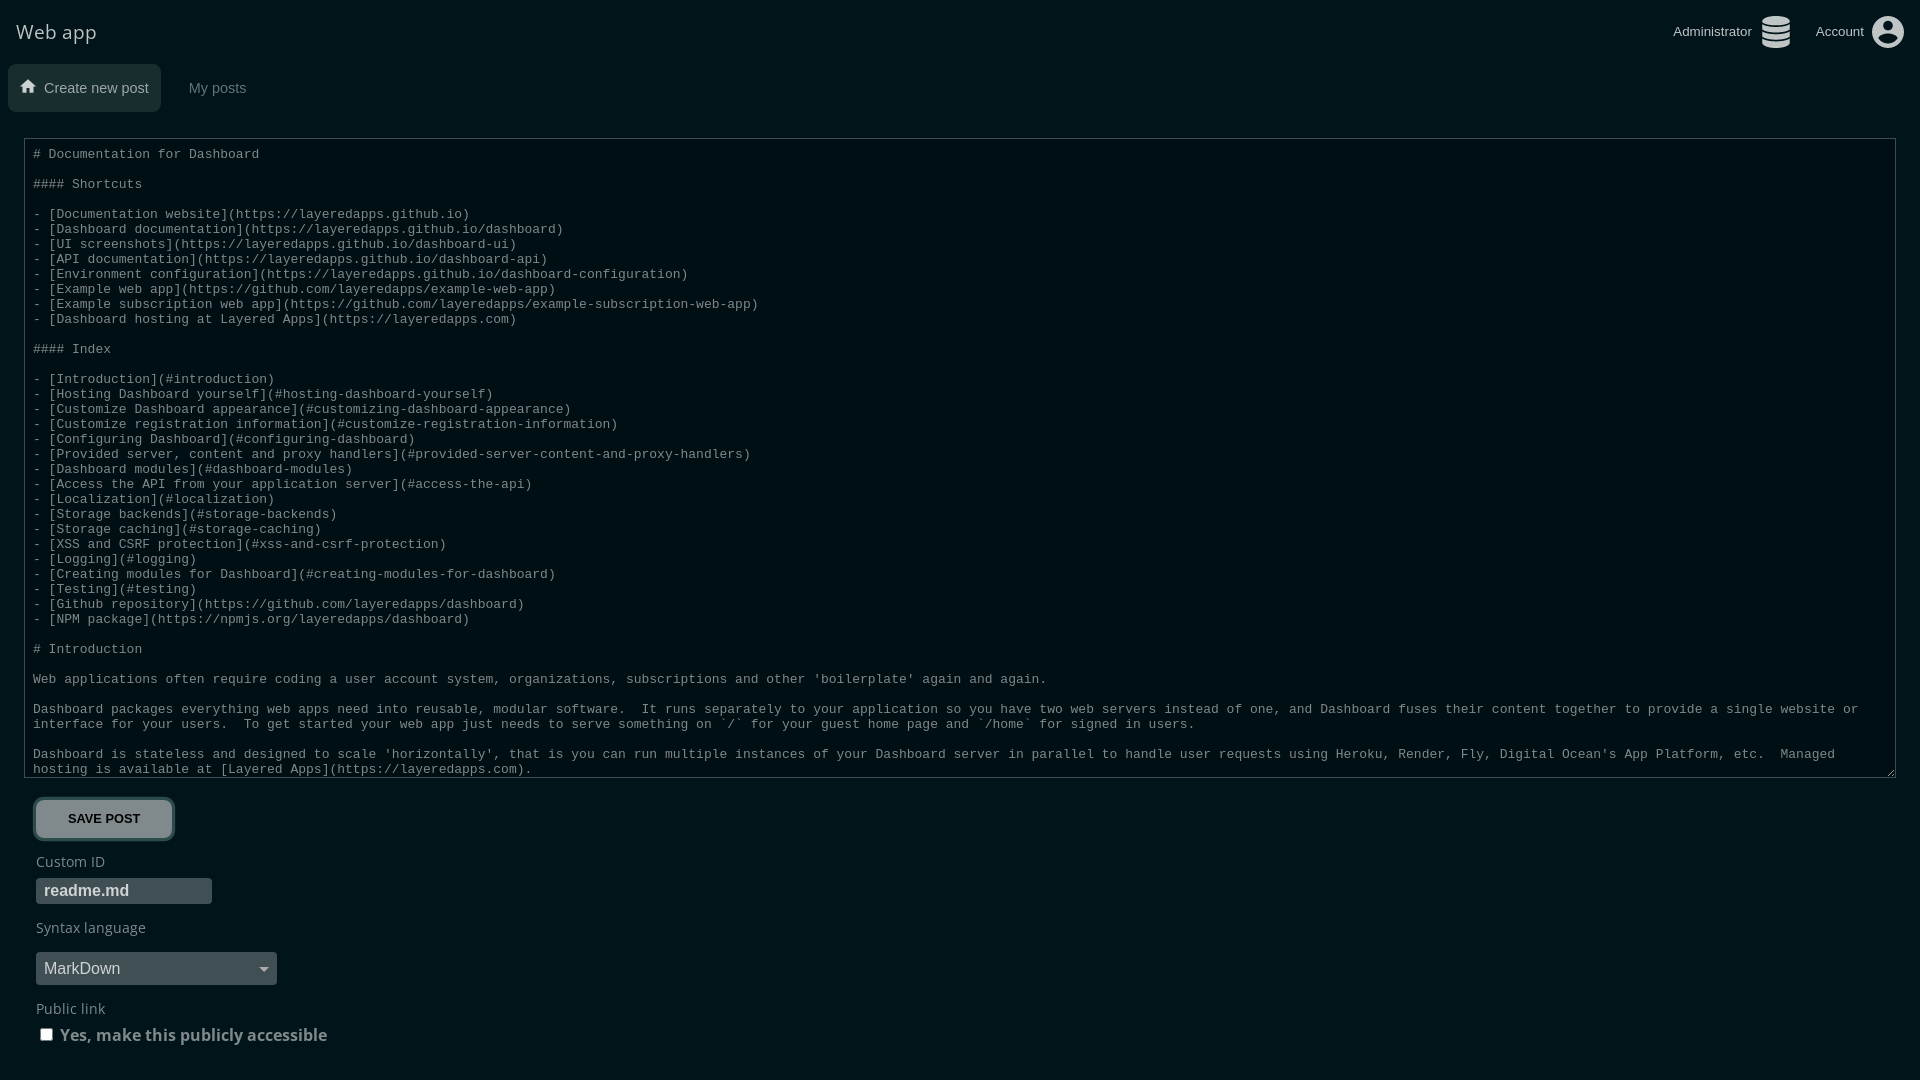 Web app
Administrator
Account
Create new post
My posts
# Documentation for Dashboard
#### Shortcuts
- [Documentation website](https://layeredapps.github.io)
- [Dashboard documentation](https://layeredapps.github.io/dashboard)
- [UI screenshots](https://layeredapps.github.io/dashboard-ui)
- [API documentation](https://layeredapps.github.io/dashboard-api)
- [Environment configuration](https://layeredapps.github.io/dashboard-configuration)
- [Example web app](https://github.com/layeredapps/example-web-app)
- [Example subscription web app](https://github.com/layeredapps/example-subscription-web-app)
- [Dashboard hosting at Layered Apps](https://layeredapps.com)
#### Index
- [Introduction](#introduction)
- [Hosting Dashboard yourself](#hosting-dashboard-yourself)
- [Customize Dashboard appearance](#customizing-dashboard-appearance)
- [Customize registration information](#customize-registration-information)
- [Configuring Dashboard](#configuring-dashboard)
- [Provided server, content and proxy handlers](#provided-server-content-and-proxy-handlers)
- [Dashboard modules](#dashboard-modules)
- [Access the API from your application server](#access-the-api)
- [Localization](#localization)
- [Storage backends](#storage-backends)
- [Storage caching](#storage-caching)
- [XSS and CSRF protection](#xss-and-csrf-protection)
- [Logging](#logging)
- [Creating modules for Dashboard](#creating-modules-for-dashboard)
- [Testing](#testing)
- [Github repository](https://github.com/layeredapps/dashboard)
- [NPM package](https://npmjs.org/layeredapps/dashboard)
# Introduction
Web applications often require coding a user account system, organizations, subscriptions and other 'boilerplate' again and again.
Dashboard packages everything web apps need into reusable, modular software.  It runs separately to your application so you have two web servers instead of one, and Dashboard fuses their content together to provide a single website or
interface for your users.  To get started your web app just needs to serve something on `/` for your guest home page and `/home` for signed in users.
Dashboard is stateless and designed to scale 'horizontally', that is you can run multiple instances of your Dashboard server in parallel to handle user requests using Heroku, Render, Fly, Digital Ocean's App Platform, etc.  Managed
hosting is available at [Layered Apps](https://layeredapps.com).
SAVE POST
Custom ID
readme.md
Syntax language
MarkDown
Public link
Yes, make this publicly accessible